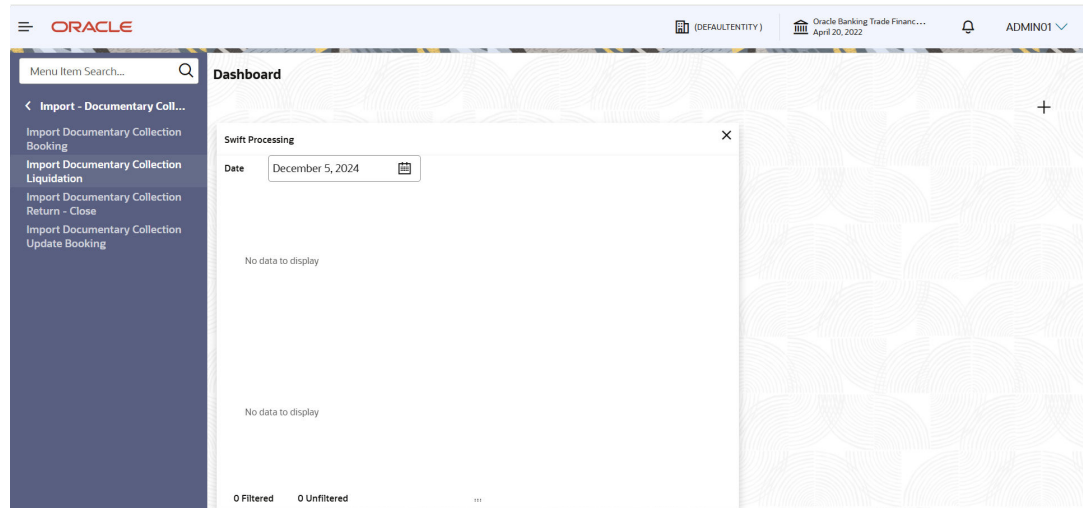 ORACLE
(DEFAULTENTITY )
Oracle Banking Trade Financ...
April 20, 2022
ADMIN01
Menu Item Search...
Import - Documentary Coll...
Import Documentary Collection
Booking
Import Documentary Collection
Liquidation
Import Documentary Collection
Return - Close
Import Documentary Collection
Update Booking
Dashboard
Swift Processing
Date
December 5, 2024
No data to display
No data to display
0 Filtered 0 Unfiltered